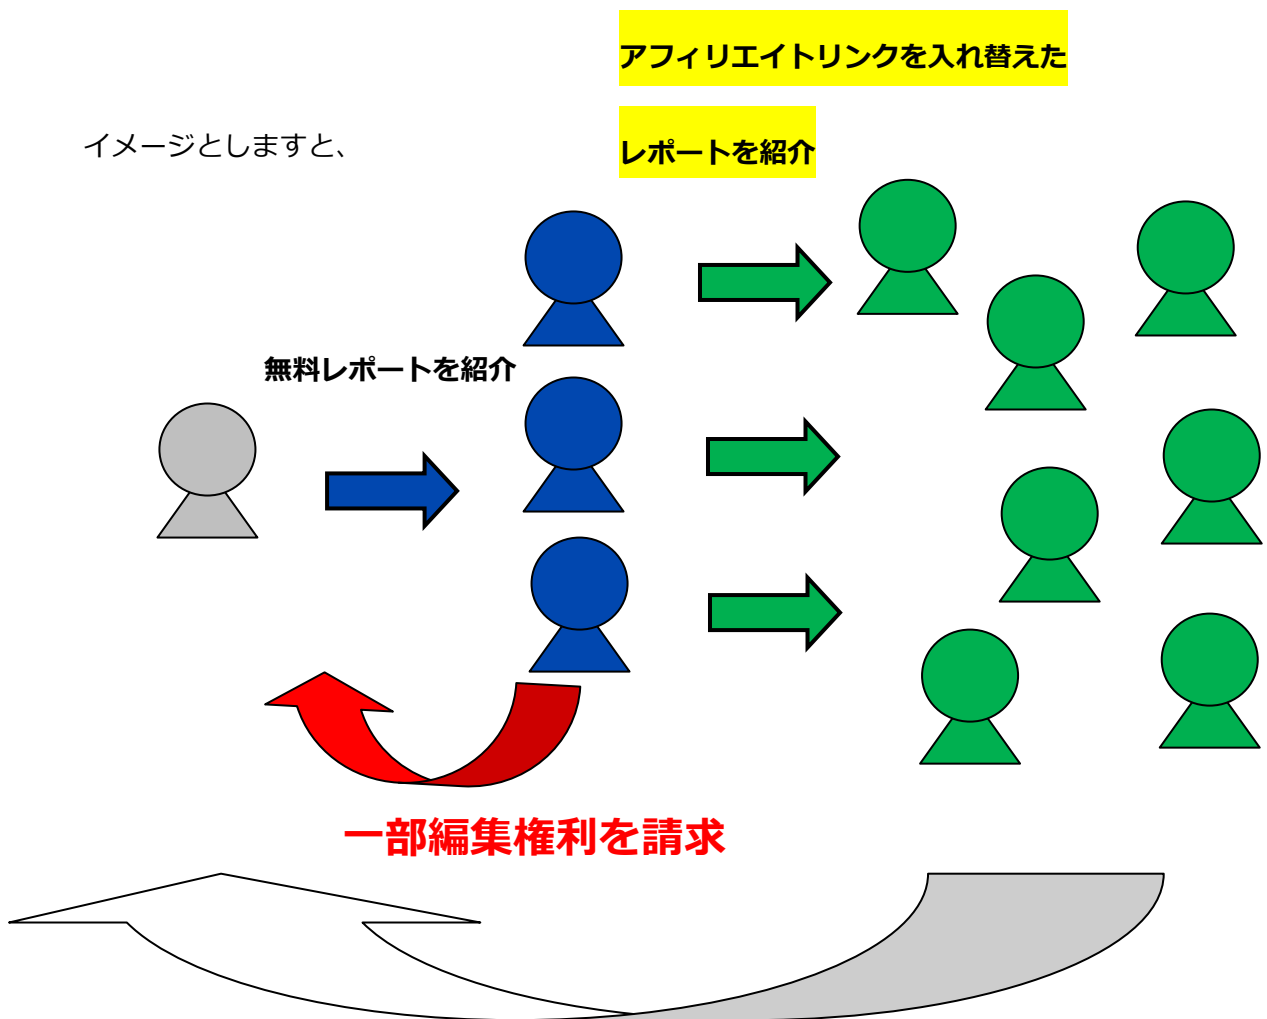 アフィリエイトリンクを入れ替えた
レポートを紹介
イメージとしますと、
無料レポートを紹介
一部編集権利を請求